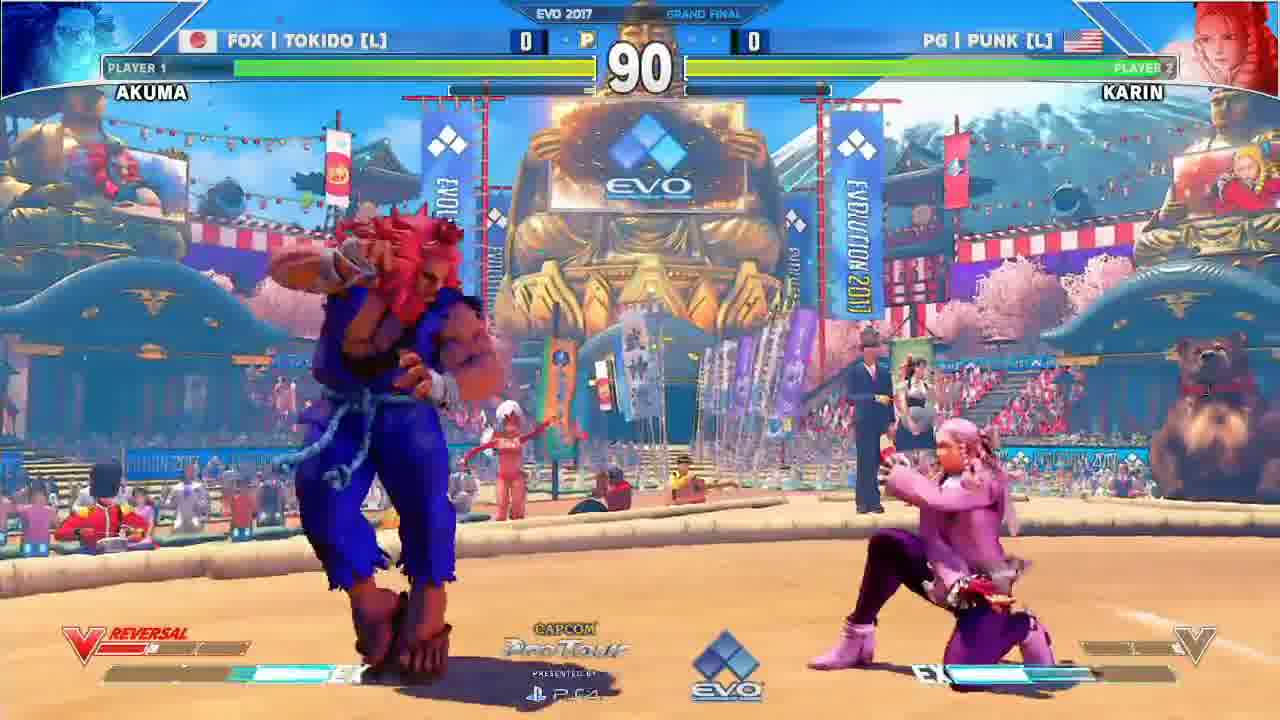 EVO 2017 GRAND FINAL
FOX | TOKIDO [L] 0 P 90 0 PG | PUNK [L]
PLAYER 1 PLAYER 2
AKUMA KARIN
EVO
EVOLUTION 2017
REVERSAL
EX
CAPCOM
PRO TOUR
PRESENTED BY
PS4
EVO